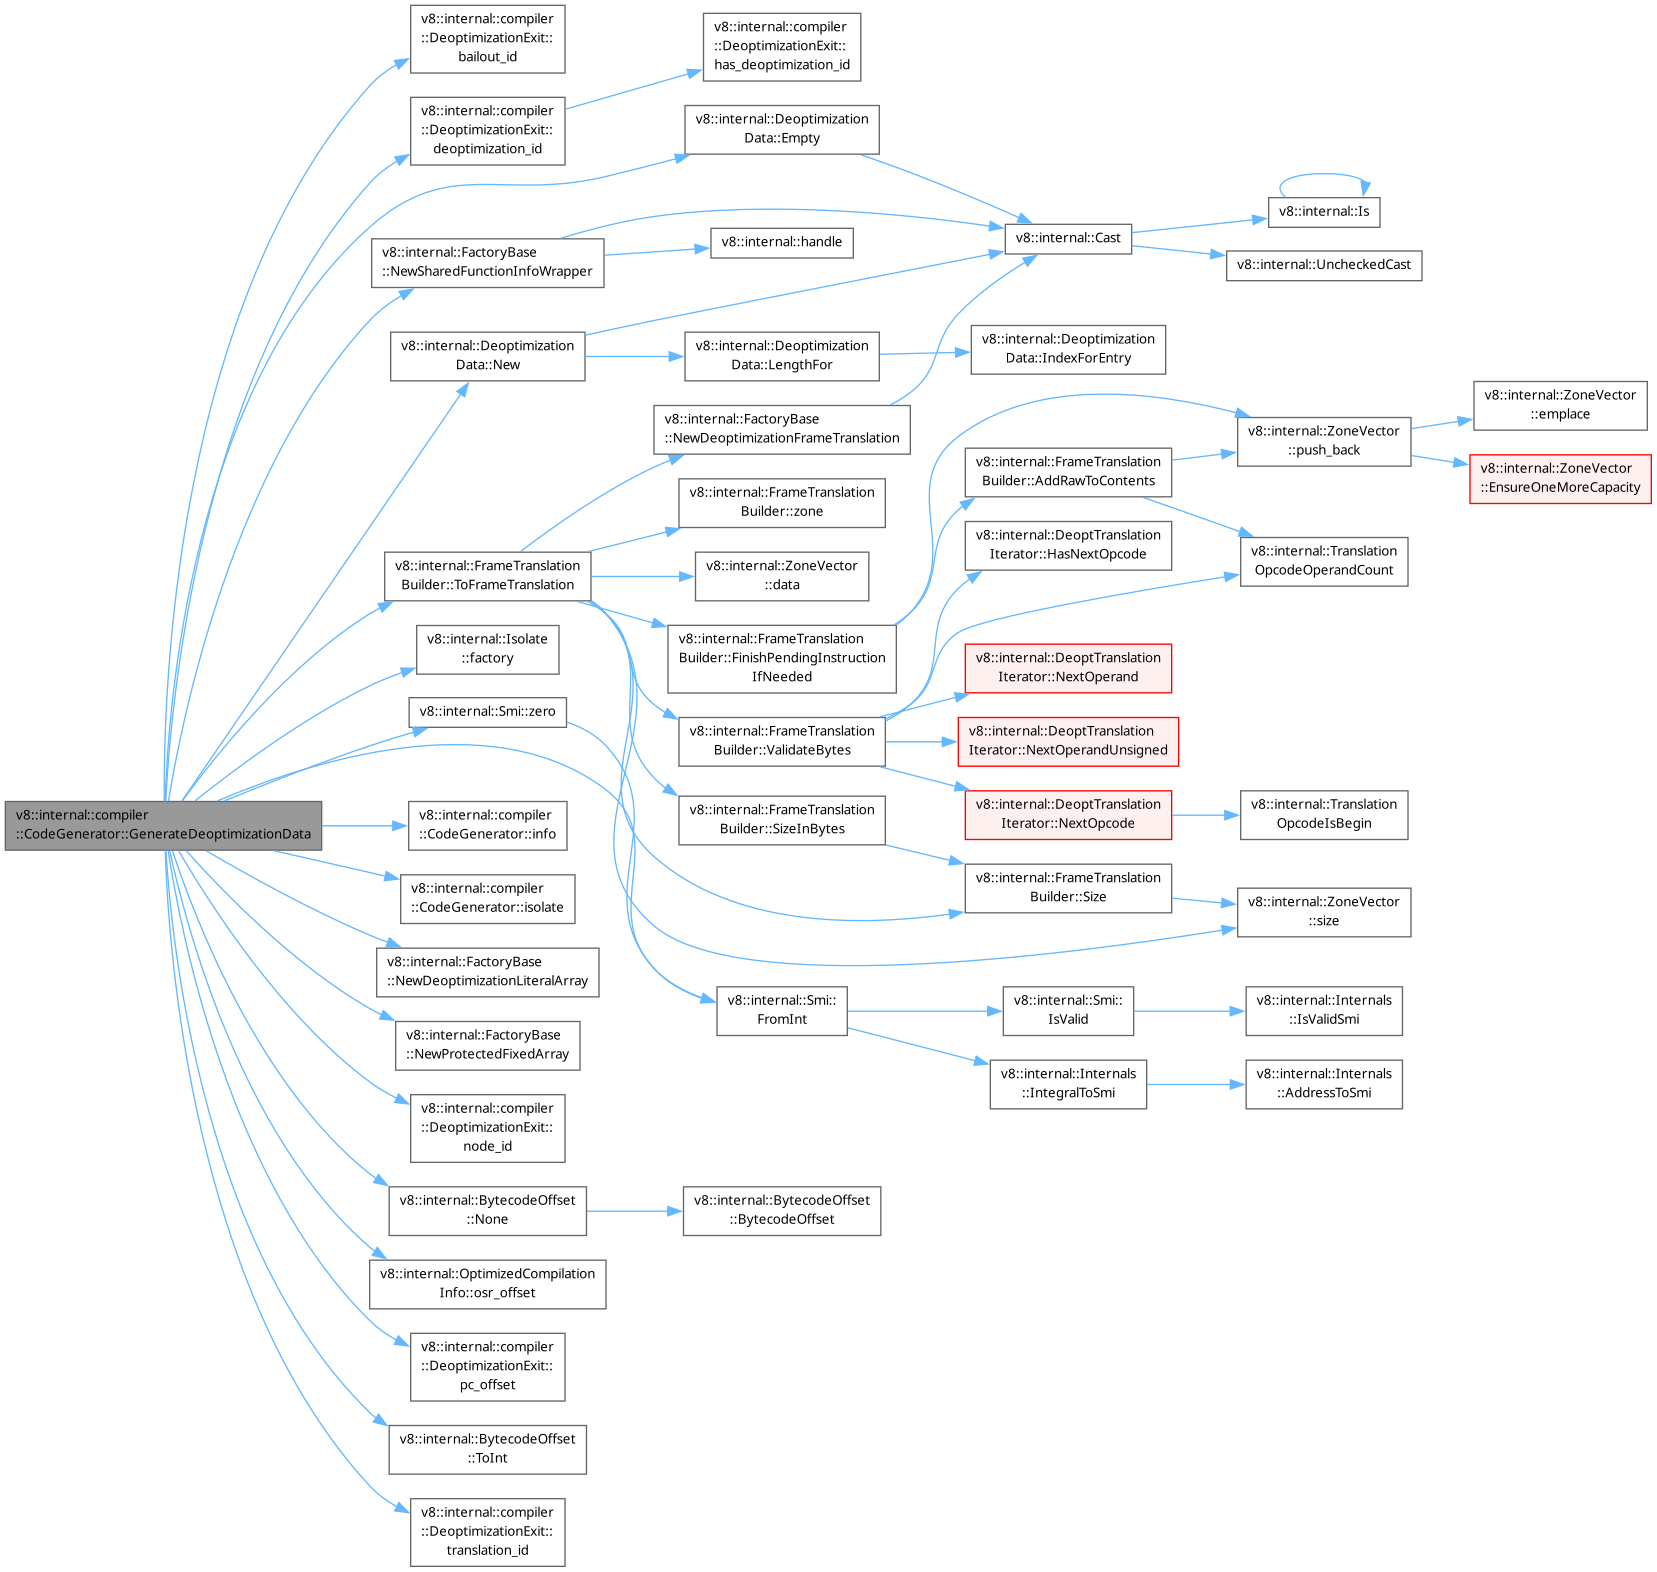 v8::internal::compiler
::CodeGenerator::GenerateDeoptimizationData
v8::internal::compiler
::DeoptimizationExit::
bailout_id
v8::internal::compiler
::DeoptimizationExit::
deoptimization_id
v8::internal::compiler
::DeoptimizationExit::
has_deoptimization_id
v8::internal::Deoptimization
Data::Empty
v8::internal::Cast
v8::internal::Is
v8::internal::UncheckedCast
v8::internal::FactoryBase
::NewSharedFunctionInfoWrapper
v8::internal::handle
v8::internal::Deoptimization
Data::New
v8::internal::Deoptimization
Data::LengthFor
v8::internal::Deoptimization
Data::IndexForEntry
v8::internal::FrameTranslation
Builder::ToFrameTranslation
v8::internal::FactoryBase
::NewDeoptimizationFrameTranslation
v8::internal::FrameTranslation
Builder::zone
v8::internal::ZoneVector
::data
v8::internal::FrameTranslation
Builder::FinishPendingInstruction
IfNeeded
v8::internal::FrameTranslation
Builder::AddRawToContents
v8::internal::ZoneVector
::push_back
v8::internal::ZoneVector
::emplace
v8::internal::ZoneVector
::EnsureOneMoreCapacity
v8::internal::Translation
OpcodeOperandCount
v8::internal::FrameTranslation
Builder::ValidateBytes
v8::internal::DeoptTranslation
Iterator::HasNextOpcode
v8::internal::DeoptTranslation
Iterator::NextOperand
v8::internal::DeoptTranslation
Iterator::NextOperandUnsigned
v8::internal::DeoptTranslation
Iterator::NextOpcode
v8::internal::Translation
OpcodeIsBegin
v8::internal::FrameTranslation
Builder::SizeInBytes
v8::internal::FrameTranslation
Builder::Size
v8::internal::ZoneVector
::size
v8::internal::Isolate
::factory
v8::internal::Smi::zero
v8::internal::Smi::
FromInt
v8::internal::Smi::
IsValid
v8::internal::Internals
::IsValidSmi
v8::internal::Internals
::IntegralToSmi
v8::internal::Internals
::AddressToSmi
v8::internal::compiler
::CodeGenerator::info
v8::internal::compiler
::CodeGenerator::isolate
v8::internal::FactoryBase
::NewDeoptimizationLiteralArray
v8::internal::FactoryBase
::NewProtectedFixedArray
v8::internal::compiler
::DeoptimizationExit::
node_id
v8::internal::BytecodeOffset
::None
v8::internal::BytecodeOffset
::BytecodeOffset
v8::internal::OptimizedCompilation
Info::osr_offset
v8::internal::compiler
::DeoptimizationExit::
pc_offset
v8::internal::BytecodeOffset
::ToInt
v8::internal::compiler
::DeoptimizationExit::
translation_id